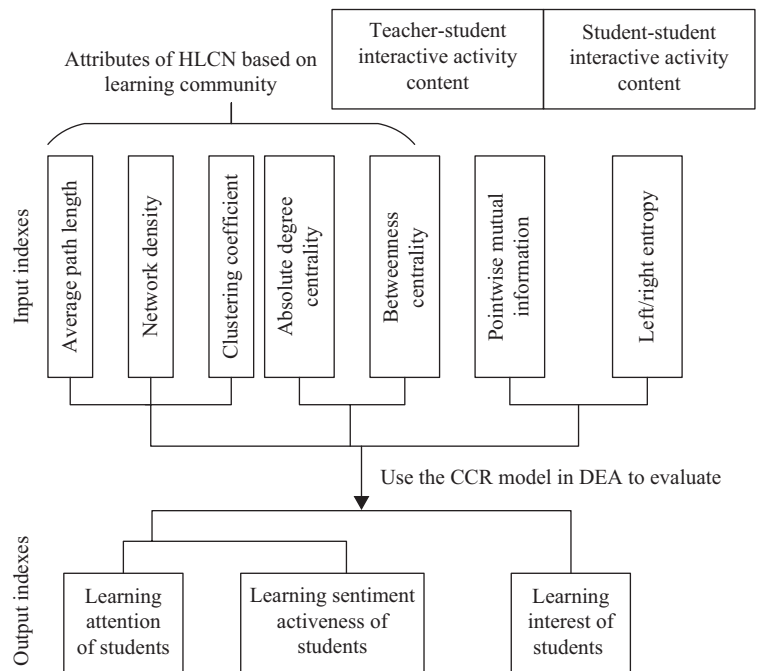 Attributes of HLCN based on
learning community
Teacher-student
interactive activity
content
Student-student
interactive activity
content
Input indexes
Average path length
Network density
Clustering coefficient
Absolute degree
centrality
Betweenness
centrality
Pointwise mutual
information
Left/right entropy
Use the CCR model in DEA to evaluate
Output indexes
Learning
attention
of students
Learning sentiment
activeness of
students
Learning
interest of
students